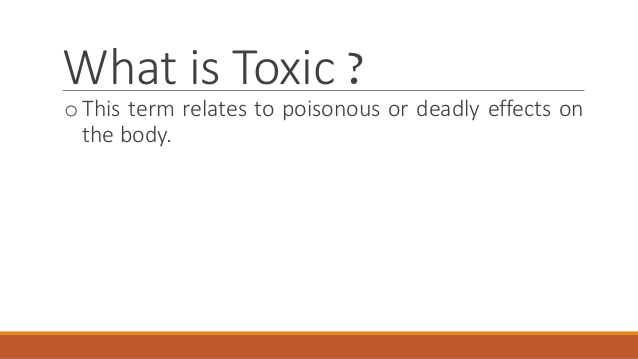 What is Toxic ?
o This term relates to poisonous or deadly effects on
the body.